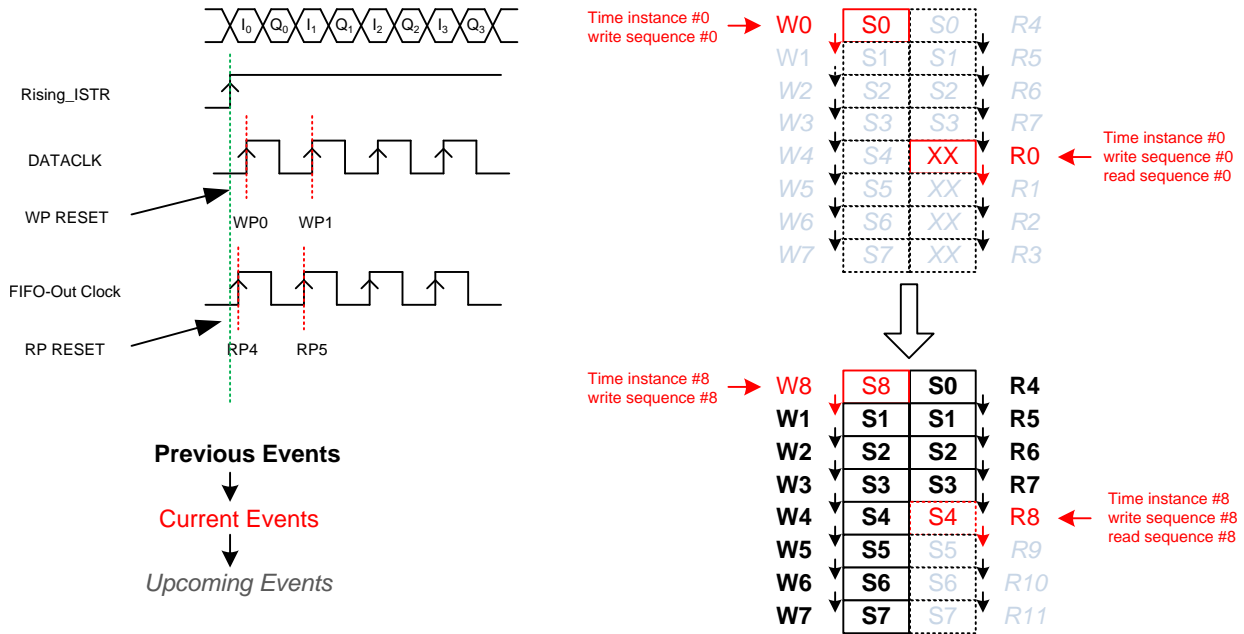 I0 Q0 I1 Q1 I2 Q2 I3 Q3
Rising_ISTR
DATACLK
WP RESET
WP0 WP1
FIFO-Out Clock
RP RESET
RP4 RP5
Previous Events
Current Events
Upcoming Events
Time instance #0
write sequence #0
W0 S0 S0 R4
W1 S1 S1 R5
W2 S2 S2 R6
W3 S3 S3 R7
W4 S4 XX R0
W5 S5 XX R1
W6 S6 XX R2
W7 S7 XX R3
Time instance #0
write sequence #0
read sequence #0
Time instance #8
write sequence #8
W8 S8 S0 R4
W1 S1 S1 R5
W2 S2 S2 R6
W3 S3 S3 R7
W4 S4 S4 R8
W5 S5 S5 R9
W6 S6 S6 R10
W7 S7 S7 R11
Time instance #8
write sequence #8
read sequence #8